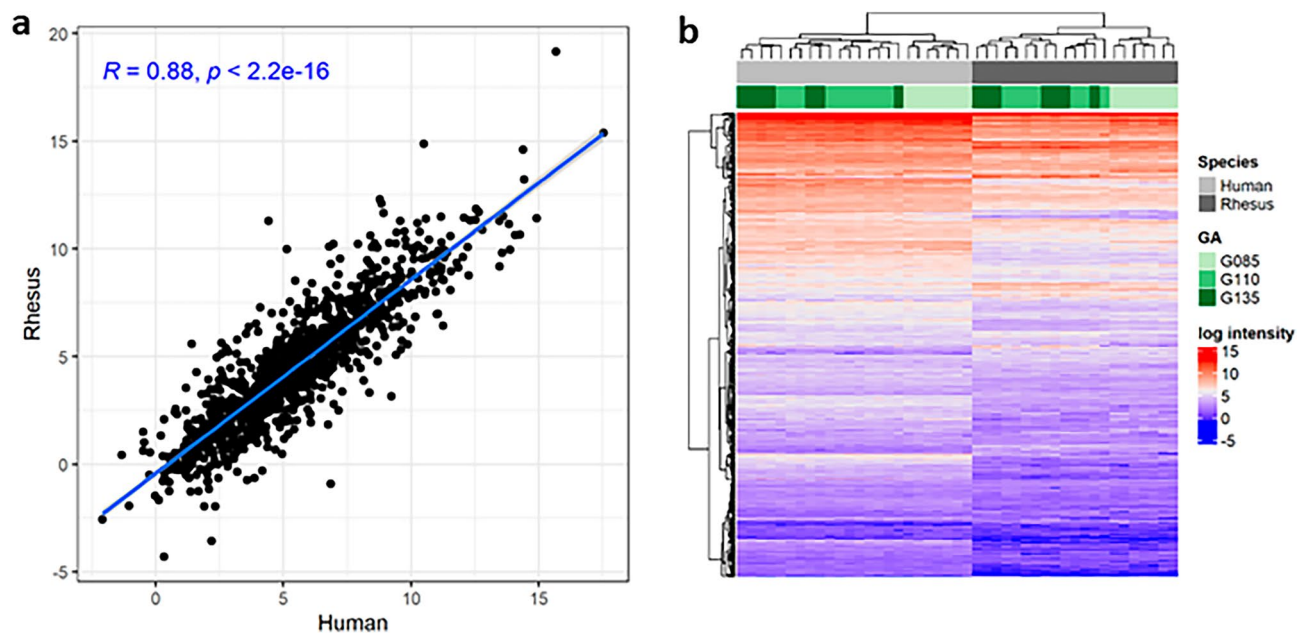 a
R = 0.88, p < 2.2e-16
20
15
10
5
0
-5
Rhesus
0 5 10 15
Human
b
Species
Human
Rhesus
GA
G085
G110
G135
log intensity
15
10
5
0
-5